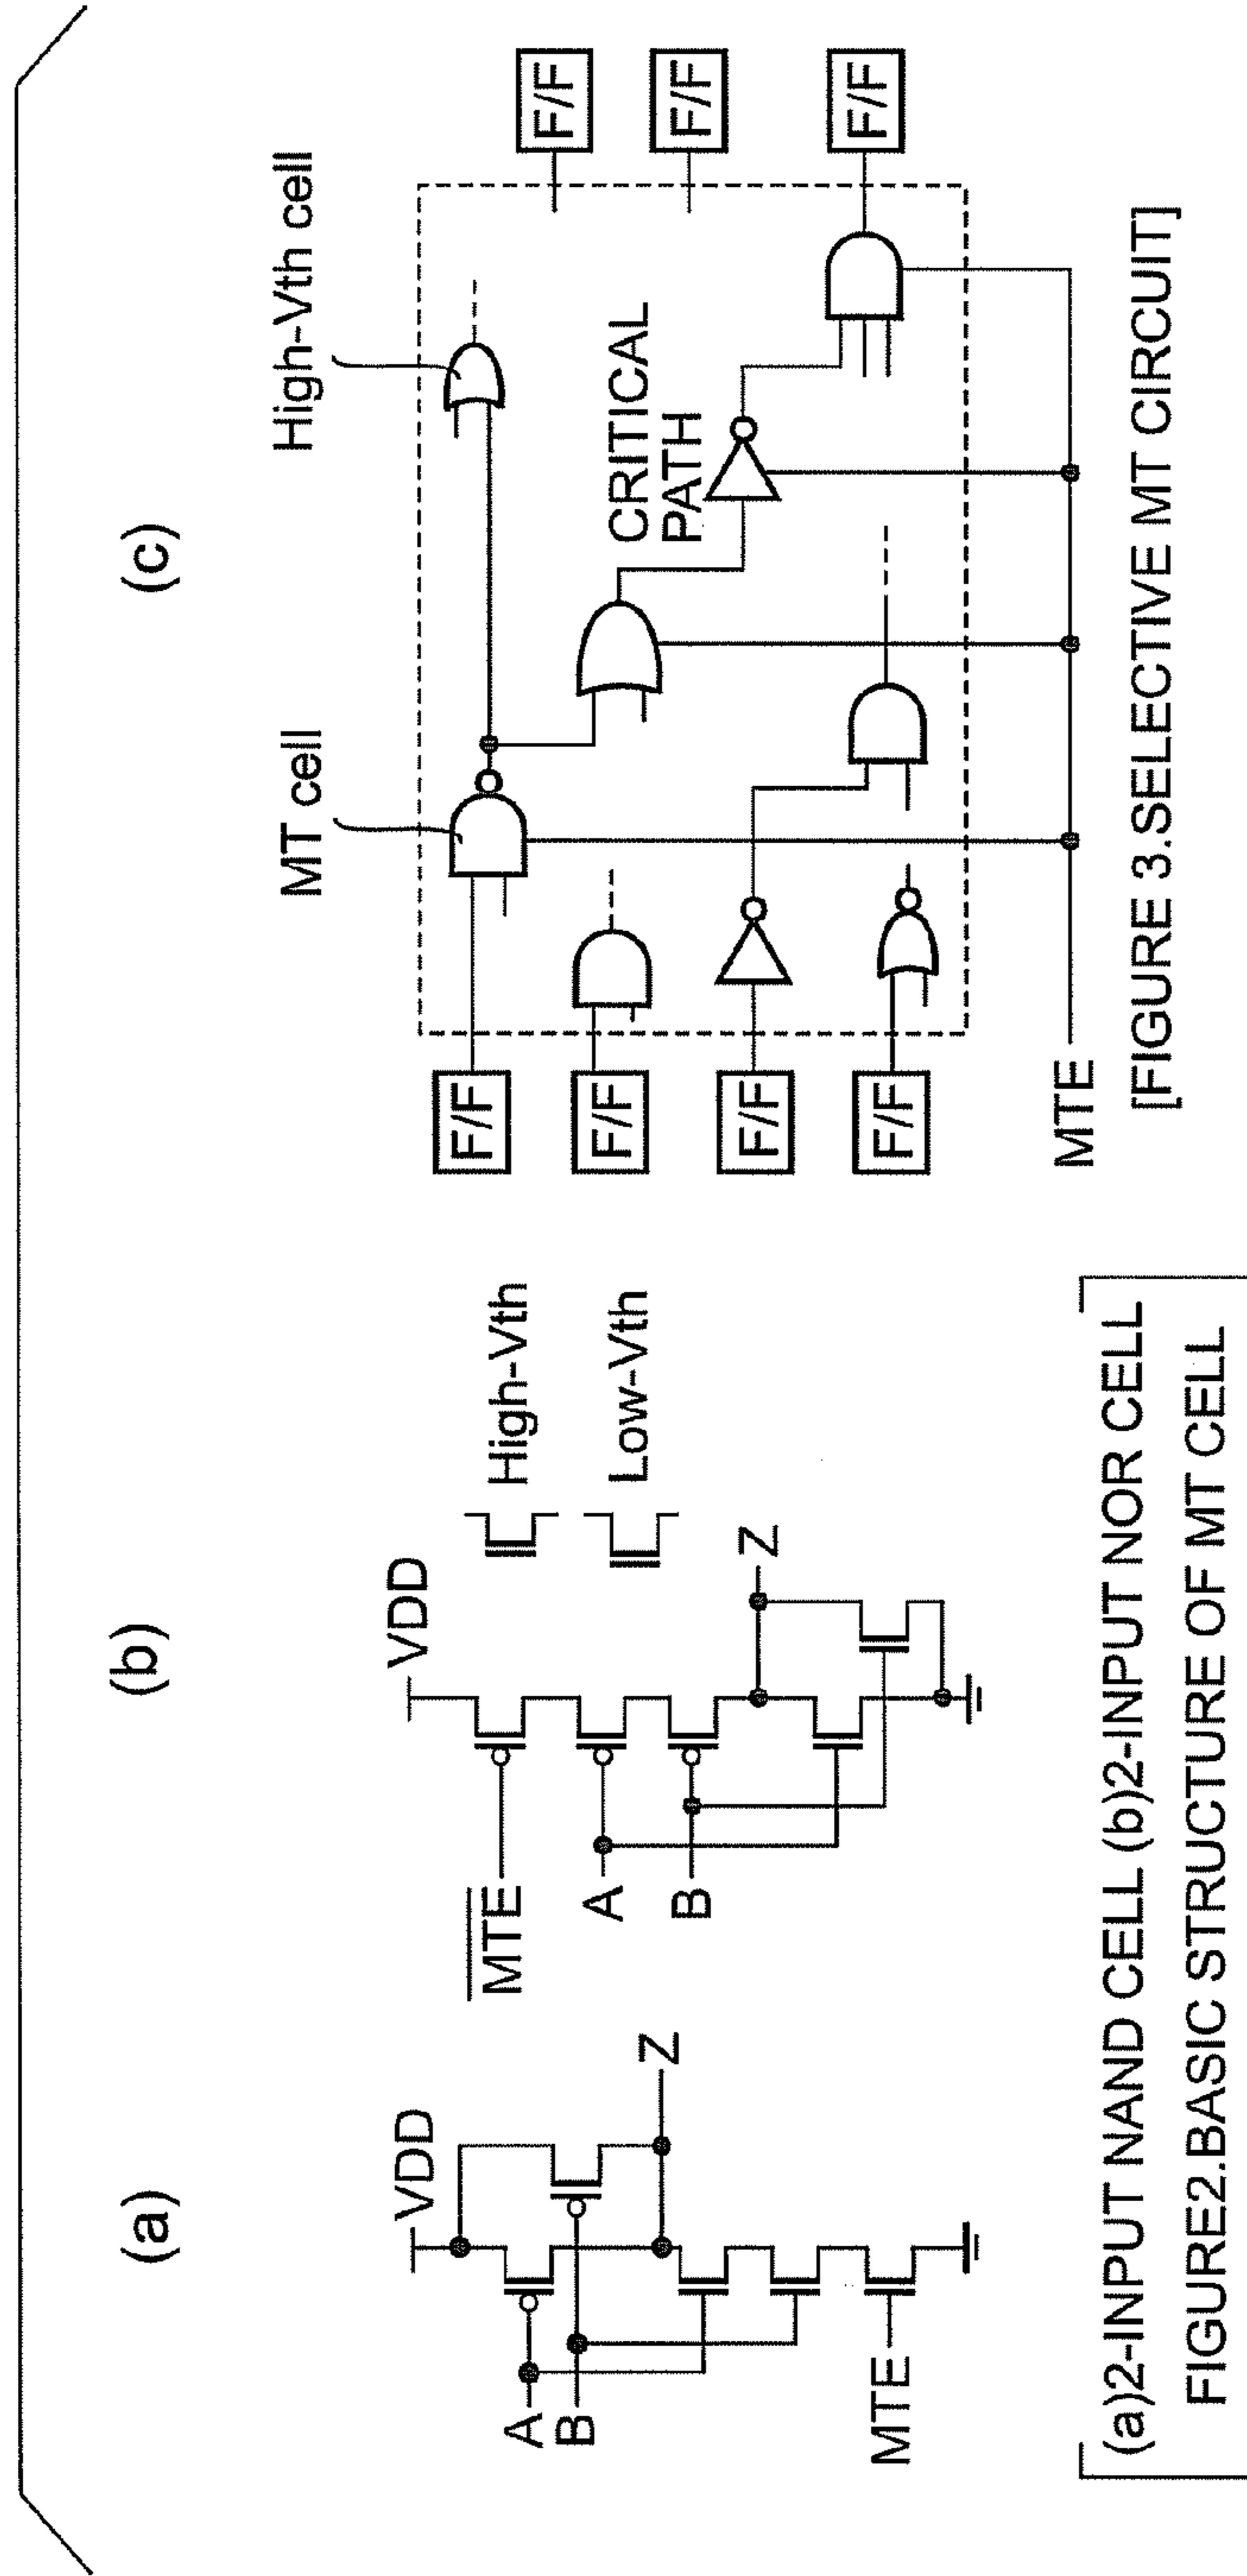 (a)
VDD
A
B
Z
MTE
(b)
VDD
MTE
A
B
Z
High-Vth
Low-Vth
(a)2-INPUT NAND CELL (b)2-INPUT NOR CELL
FIGURE2.BASIC STRUCTURE OF MT CELL
(c)
MT cell
High-Vth cell
F/F
F/F
F/F
F/F
CRITICAL
PATH
F/F
F/F
F/F
MTE
[FIGURE 3.SELECTIVE MT CIRCUIT]